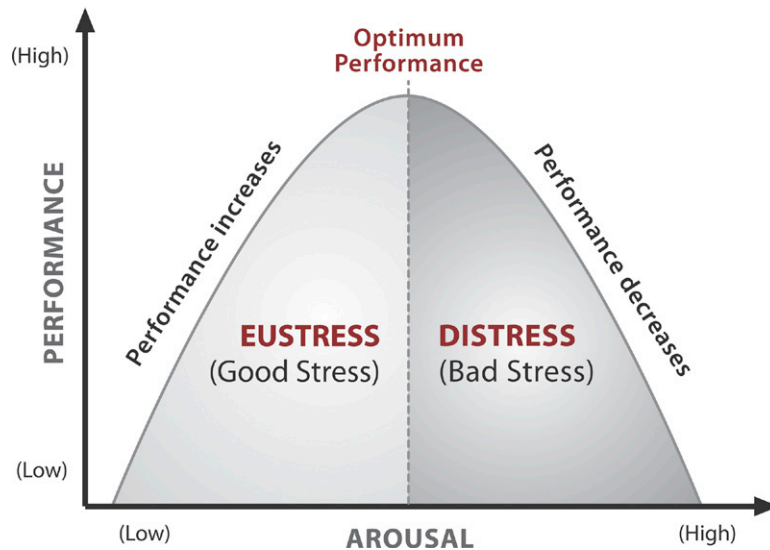 Optimum
Performance
(High)
PERFORMANCE
Performance increases
Performance decreases
EUSTRESS
(Good Stress)
DISTRESS
(Bad Stress)
(Low)
(Low)
AROUSAL
(High)